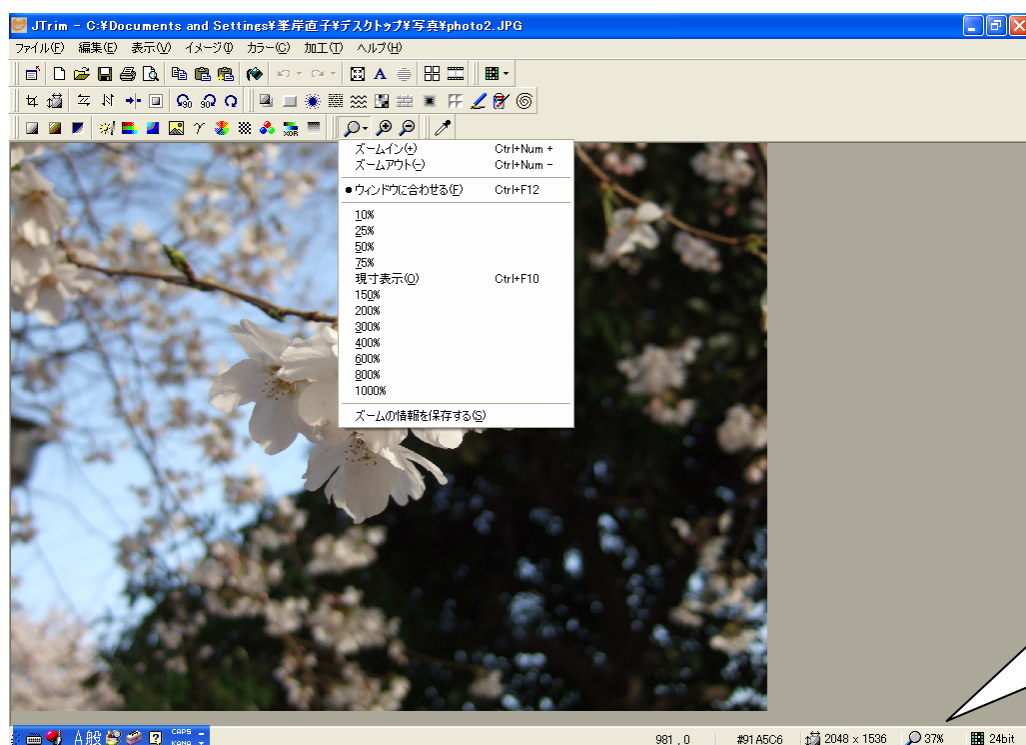 JTrim - C:¥Documents and Settings¥峯岸直子¥デスクトップ¥写真¥photo2.JPG
ファイル(F) 編集(E) 表示(V) イメージ(I) カラー(C) 加工(T) ヘルプ(H)
A
90 90
FF
γ XOR
ズームイン(+) Ctrl+Num +
ズームアウト(-) Ctrl+Num -
ウィンドウに合わせる(F) Ctrl+F12
10%
25%
50%
75%
現寸表示(O) Ctrl+F10
150%
200%
300%
400%
600%
800%
1000%
ズームの情報を保存する(S)
A 般 CAPS
KANA
981 , 0 #91A5C6 2048 x 1536 37% 24bit